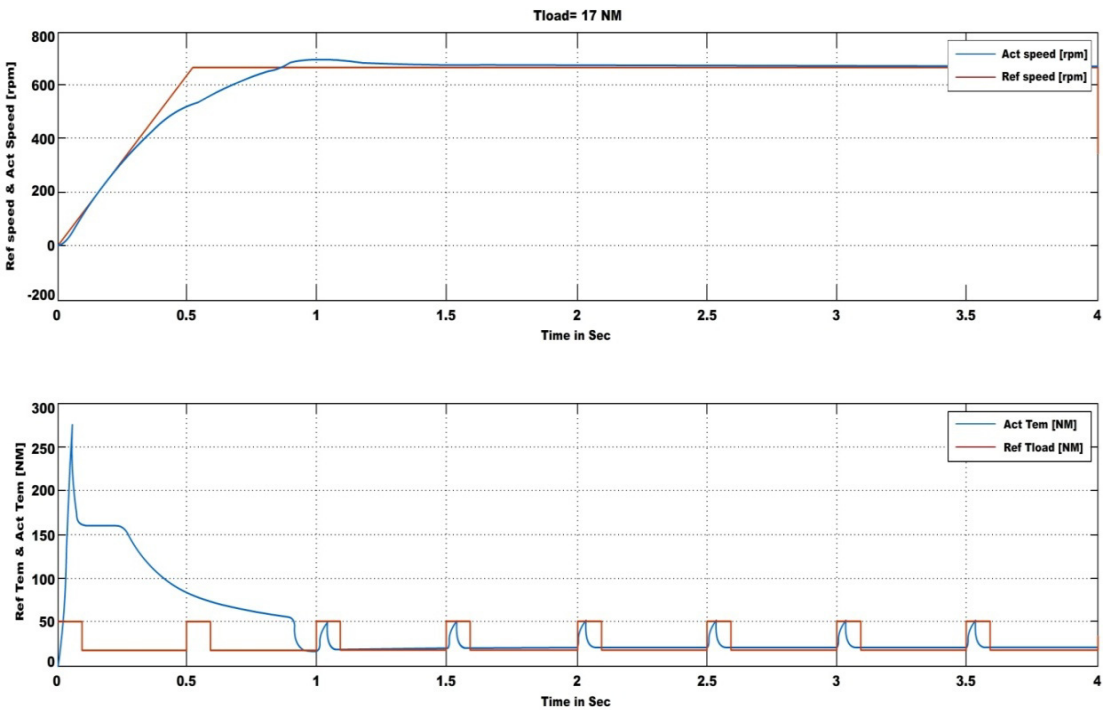 Tload= 17 NM
Ref speed & Act Speed [rpm]
800
600
400
200
0
-200
Act speed [rpm]
Ref speed [rpm]
0 0.5 1 1.5 2 2.5 3 3.5 4
Time in Sec
Ref Tem & Act Tem [NM]
300
250
200
150
100
50
0
Act Tem [NM]
Ref Tload [NM]
0 0.5 1 1.5 2 2.5 3 3.5 4
Time in Sec